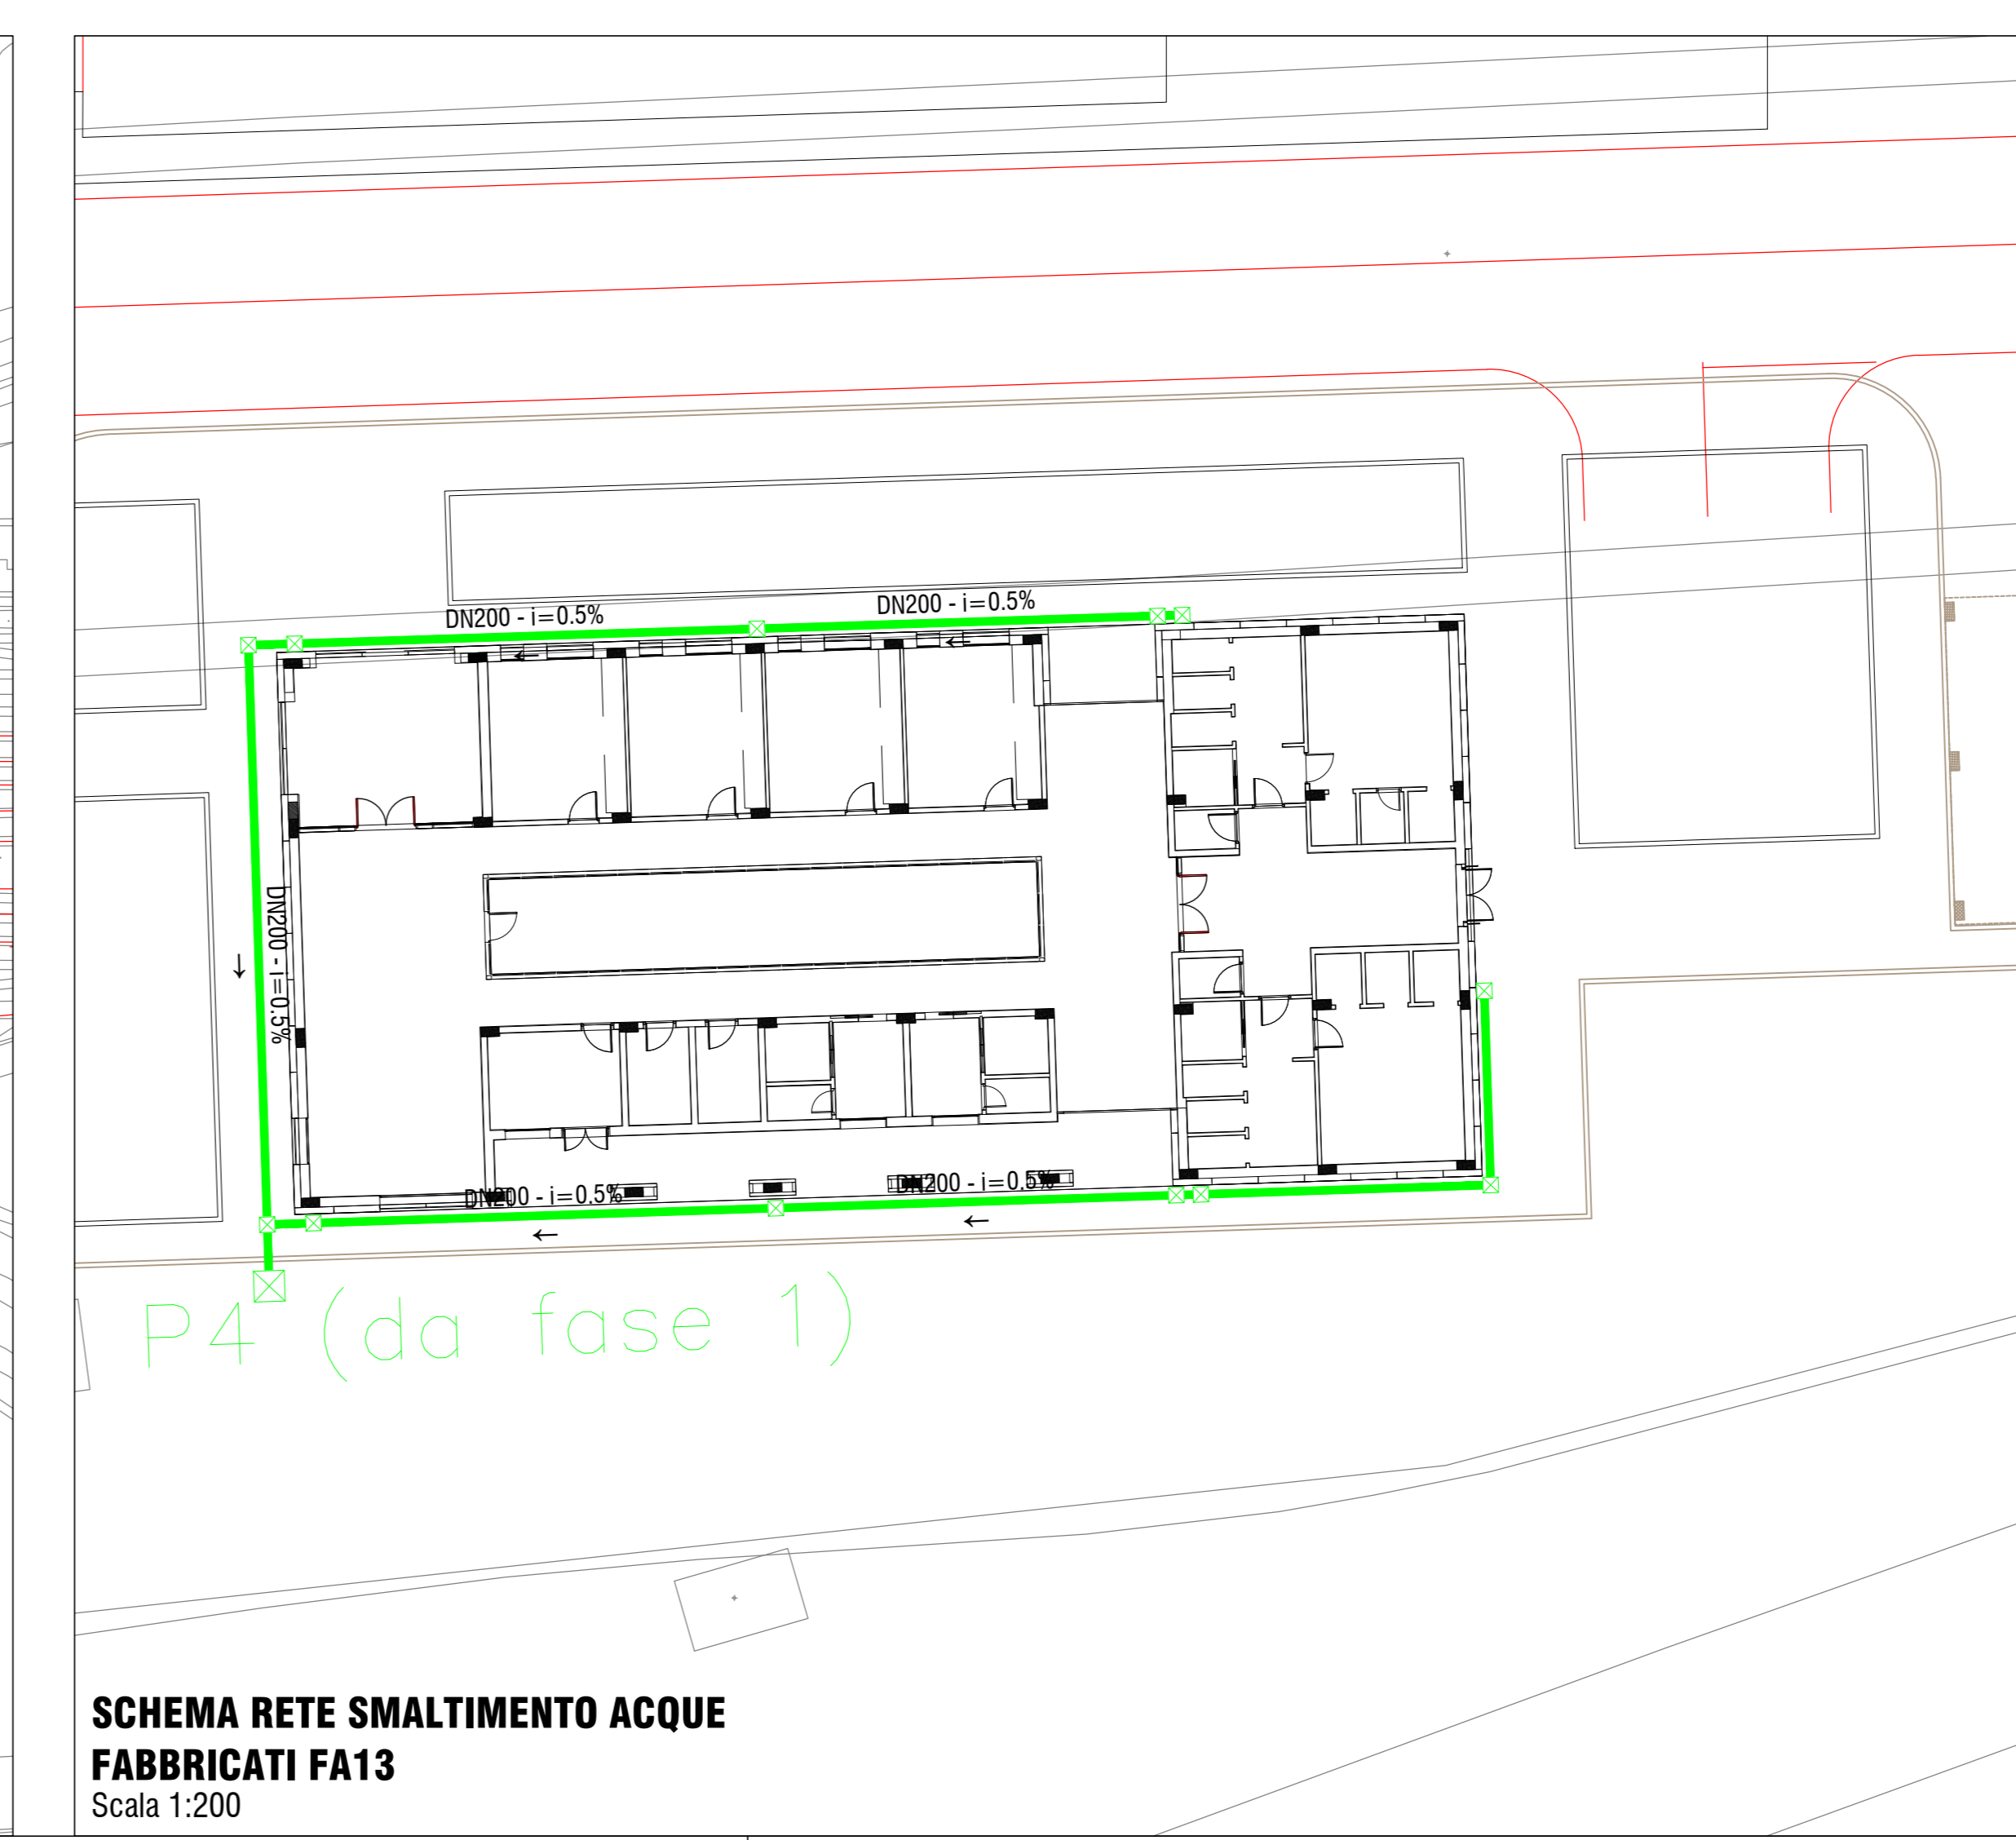 DN200 - i=0.5%
DN200 - i=0.5%
DN200 - i=0.5%
DN200 - i=0.5%
DN200 - i=0.5%
P4 (da fase 1)
SCHEMA RETE SMALTIMENTO ACQUE
FABBRICATI FA13
Scala 1:200